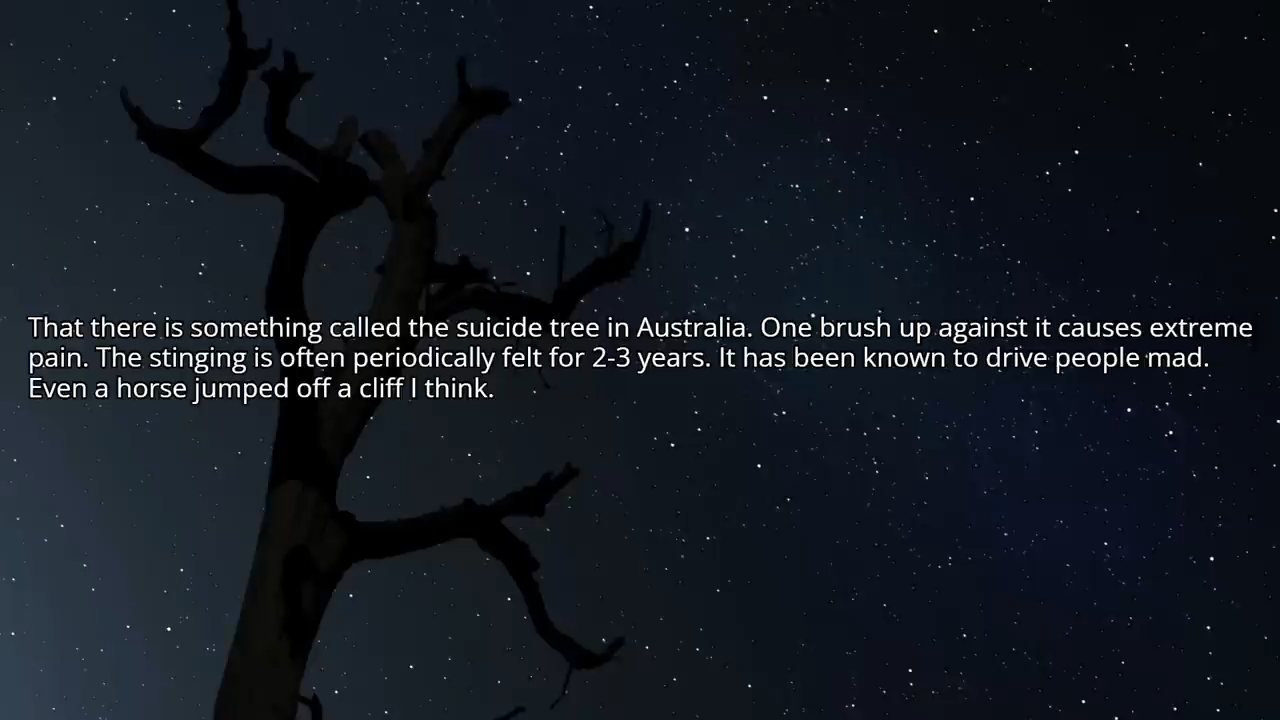 That there is something called the suicide tree in Australia. One brush up against it causes extreme
pain. The stinging is often periodically felt for 2-3 years. It has been known to drive people mad.
Even a horse jumped off a cliff I think.